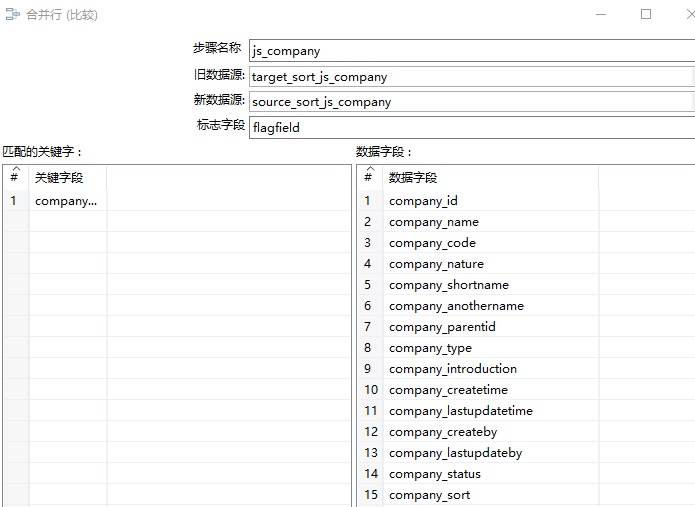 合并行 (比较)
步骤名称 js_company
旧数据源: target_sort_js_company
新数据源: source_sort_js_company
标志字段 flagfield
匹配的关键字：
# 关键字段
1 company...
数据字段：
# 数据字段
1 company_id
2 company_name
3 company_code
4 company_nature
5 company_shortname
6 company_anothername
7 company_parentid
8 company_type
9 company_introduction
10 company_createtime
11 company_lastupdatetime
12 company_createby
13 company_lastupdateby
14 company_status
15 company_sort